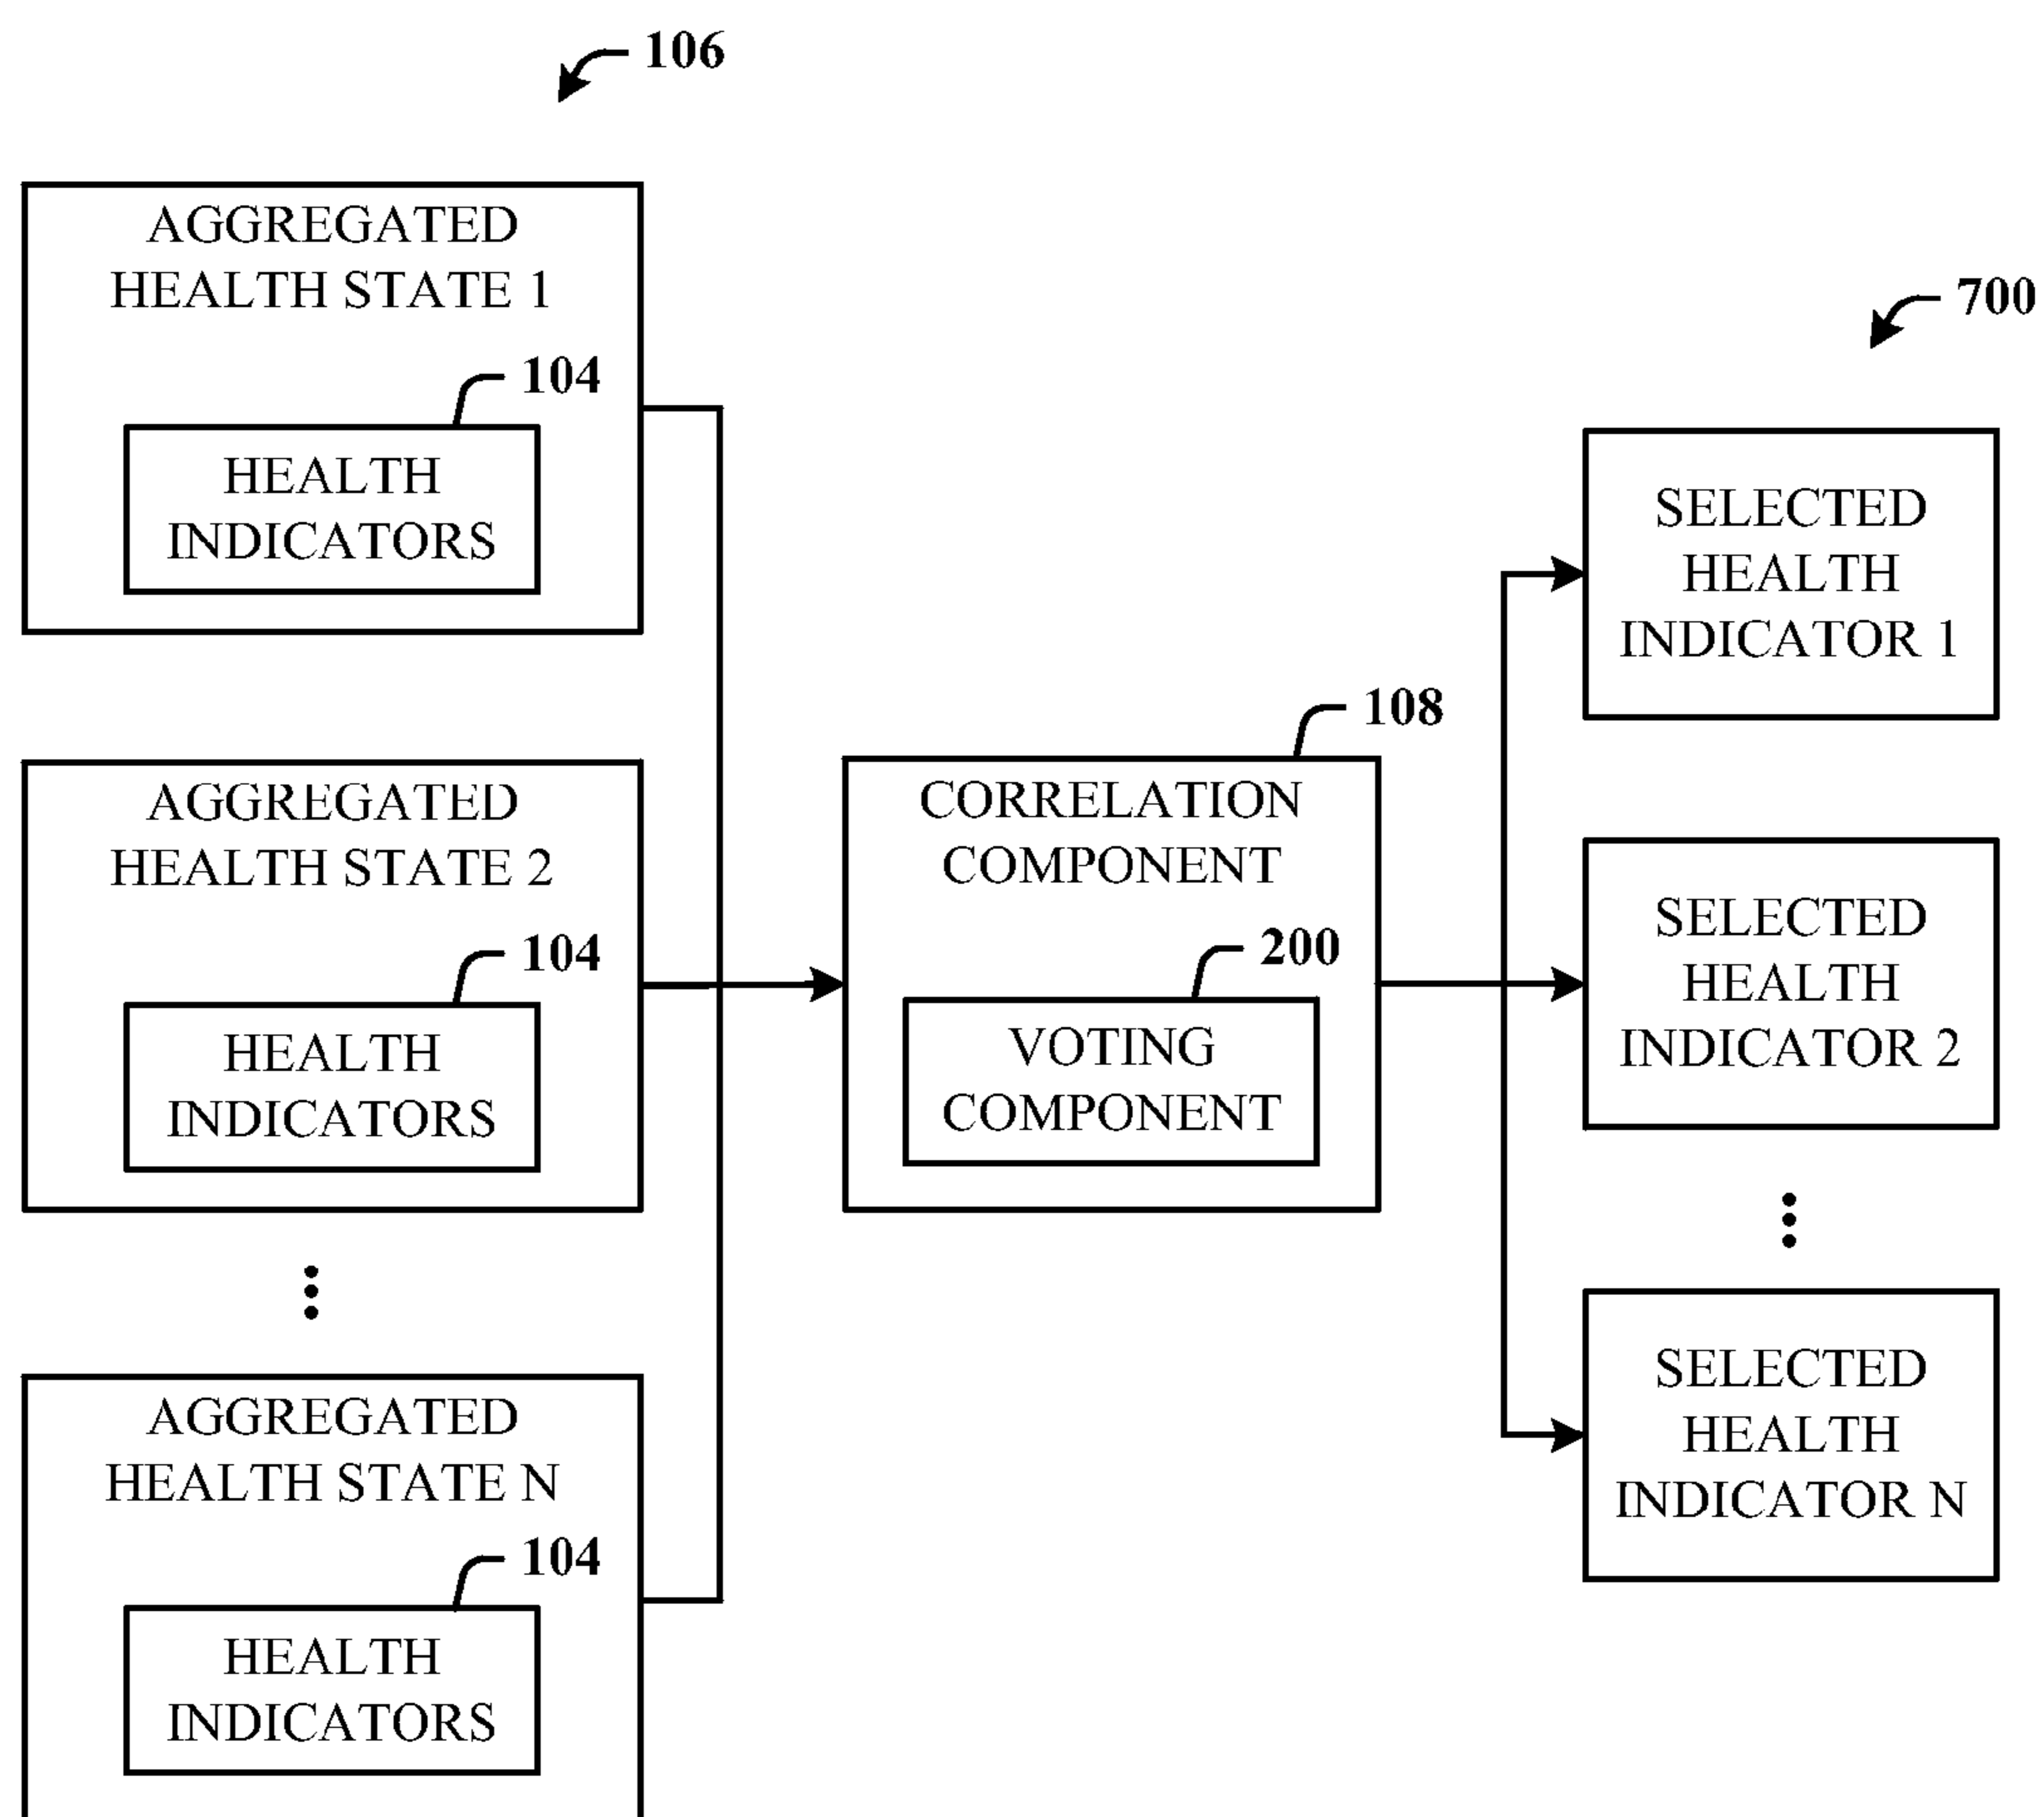 106
AGGREGATED
HEALTH STATE 1
104
HEALTH
INDICATORS
AGGREGATED
HEALTH STATE 2
104
HEALTH
INDICATORS
AGGREGATED
HEALTH STATE N
104
HEALTH
INDICATORS
108
CORRELATION
COMPONENT
200
VOTING
COMPONENT
700
SELECTED
HEALTH
INDICATOR 1
SELECTED
HEALTH
INDICATOR 2
SELECTED
HEALTH
INDICATOR N